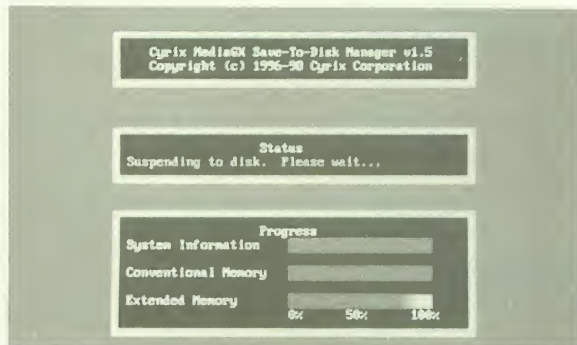 Cyrix MediaGX Save-To-Disk Manager v1.5
Copyright (c) 1996-98 Cyrix Corporation
Status
Suspending to disk. Please wait...
Progress
System Information
Conventional Memory
Extended Memory
0% 50% 100%